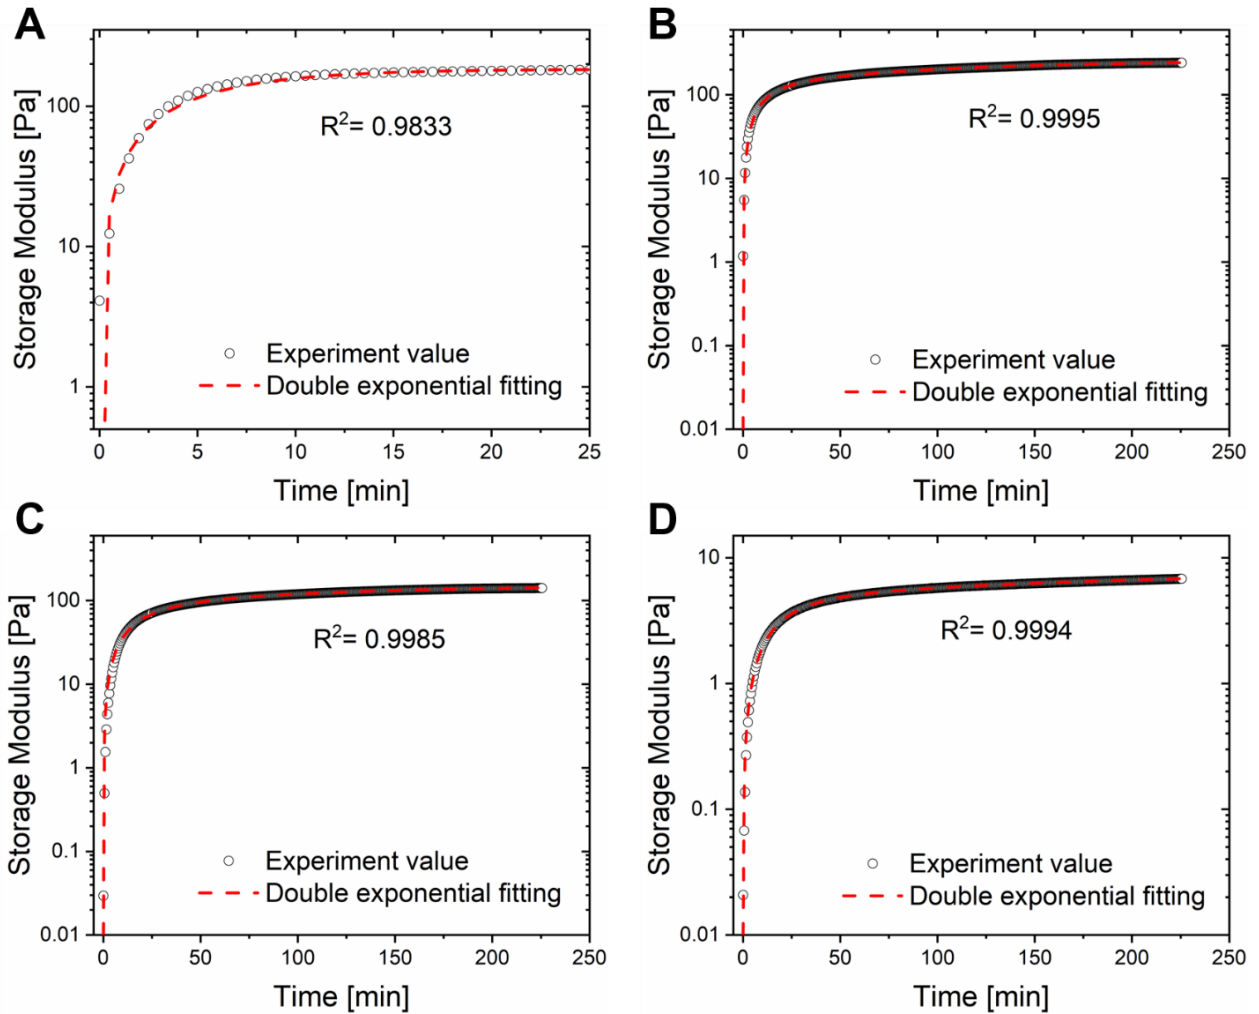 A
Storage Modulus [Pa]
100
10
1
R²= 0.9833
Experiment value
Double exponential fitting
0 5 10 15 20 25
Time [min]
B
Storage Modulus [Pa]
100
10
1
0.1
0.01
R²= 0.9995
Experiment value
Double exponential fitting
0 50 100 150 200 250
Time [min]
C
Storage Modulus [Pa]
100
10
1
0.1
0.01
R²= 0.9985
Experiment value
Double exponential fitting
0 50 100 150 200 250
Time [min]
D
Storage Modulus [Pa]
10
1
0.1
0.01
R²= 0.9994
Experiment value
Double exponential fitting
0 50 100 150 200 250
Time [min]